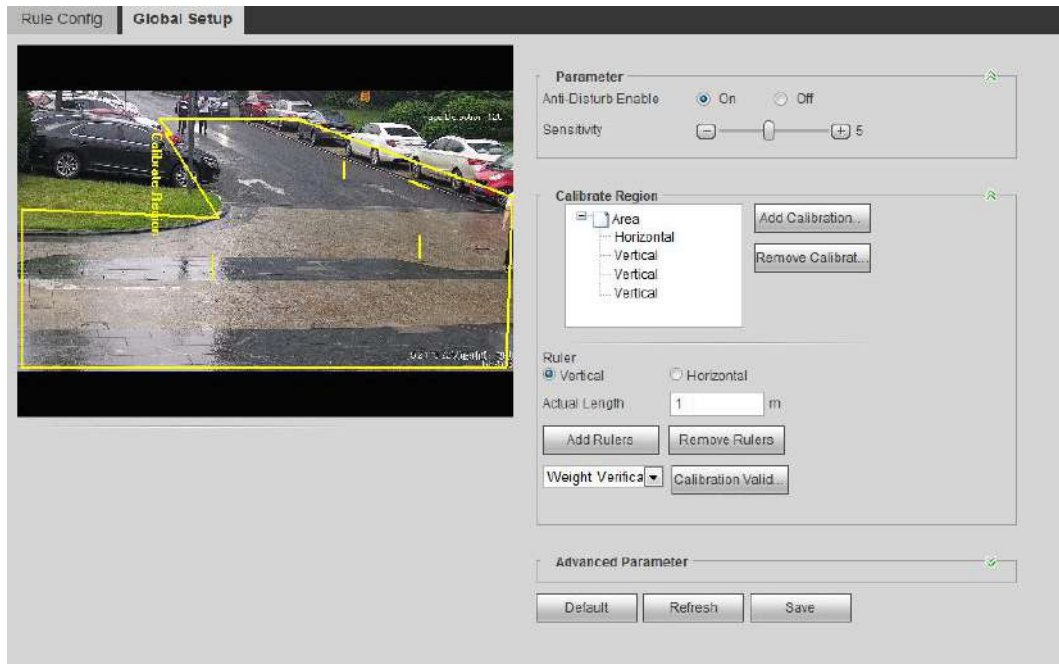 Rule Config Global Setup
Calibrate Region
Parameter
Anti-Disturb Enable On Off
Sensitivity 5
Calibrate Region
Area
Horizontal
Vertical
Vertical
Vertical
Add Calibration...
Remove Calibrat...
Ruler
Vertical Horizontal
Actual Length 1 m
Add Rulers Remove Rulers
Weight Verifica Calibration Valid...
Advanced Parameter
Default Refresh Save